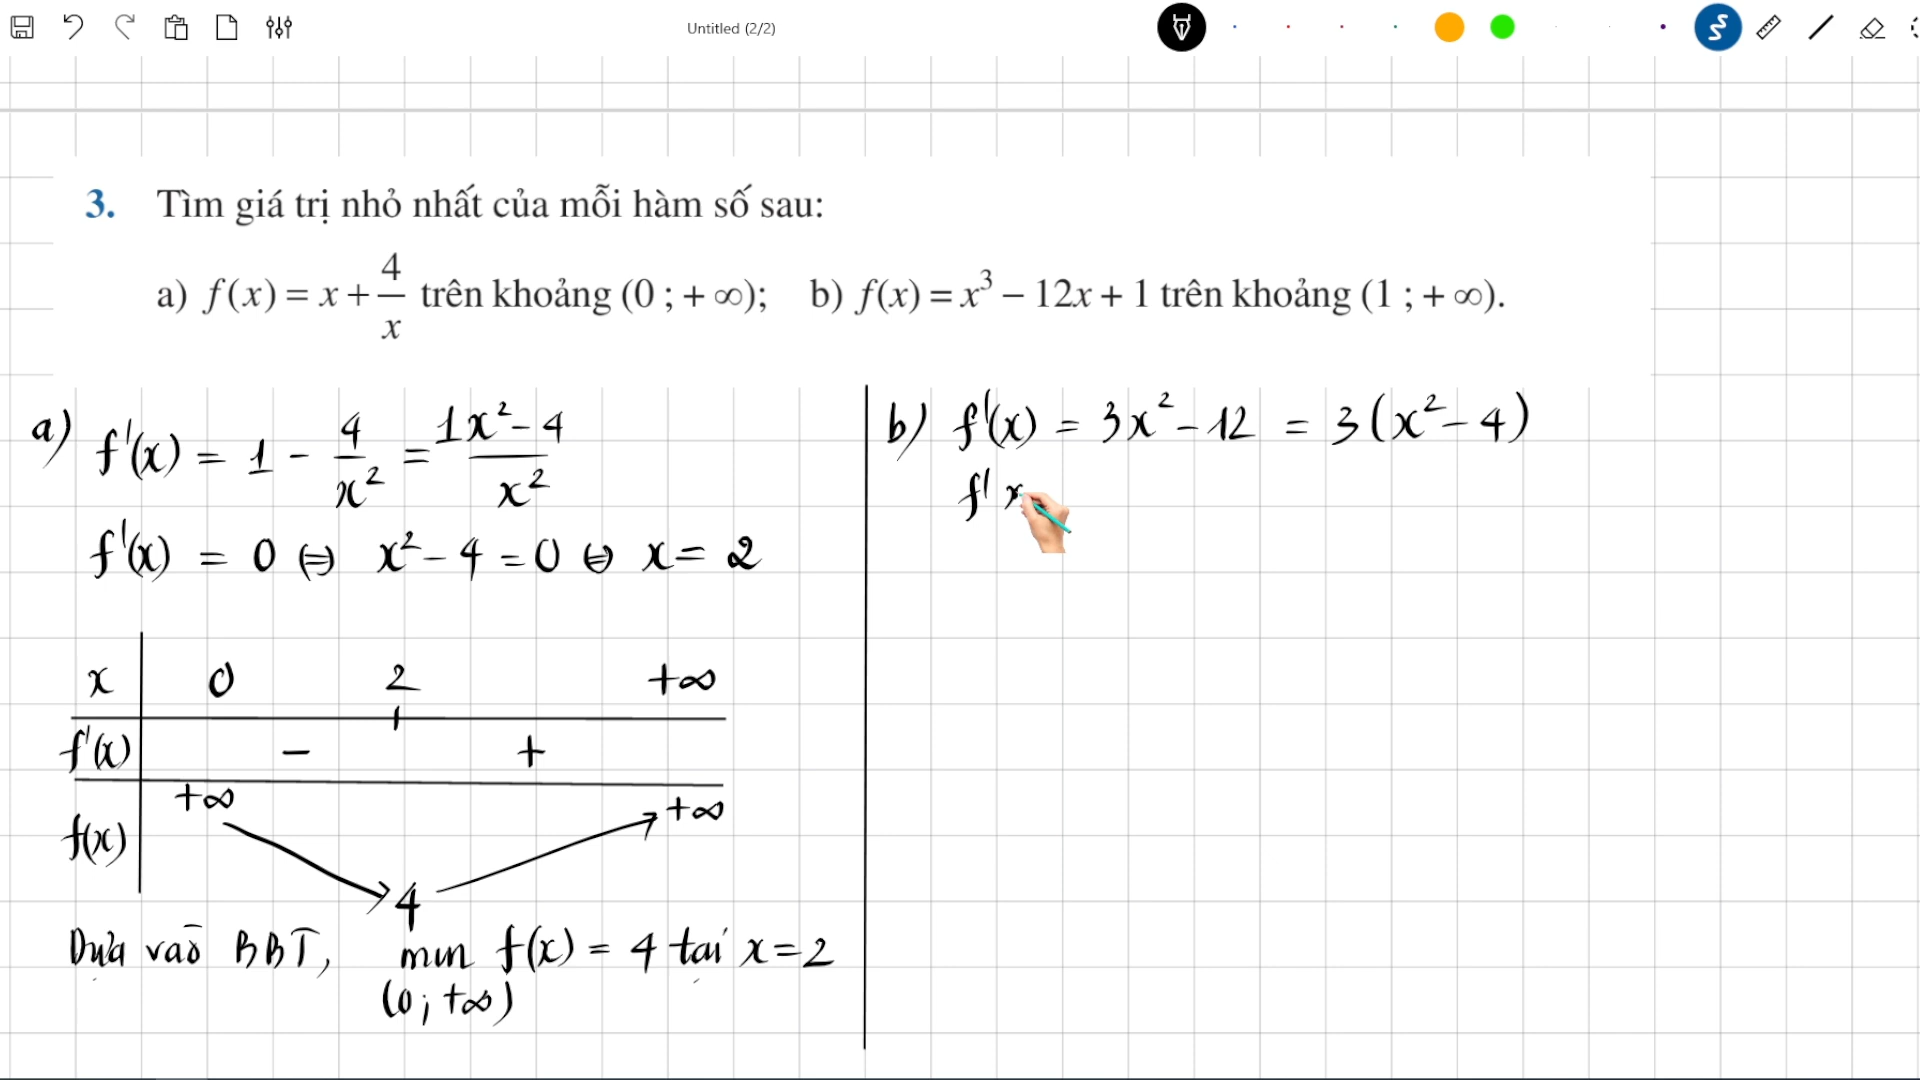 Untitled (2/2)
3. Tìm giá trị nhỏ nhất của mỗi hàm số sau:
a) f(x) = x + 4/x trên khoảng (0 ; + ∞); b) f(x) = x³ – 12x + 1 trên khoảng (1 ; + ∞).
a) f'(x) = 1 - 4/x² = 1x² - 4/x²
f'(x) = 0 ⇔ x² - 4 = 0 ⇔ x = 2
x 0 2 +∞
f'(x) - +
f(x) +∞ 4 +∞
Dựa vào BBT, min f(x) = 4 tại x = 2
(0; +∞)
b) f'(x) = 3x² - 12 = 3(x² - 4)
f' x